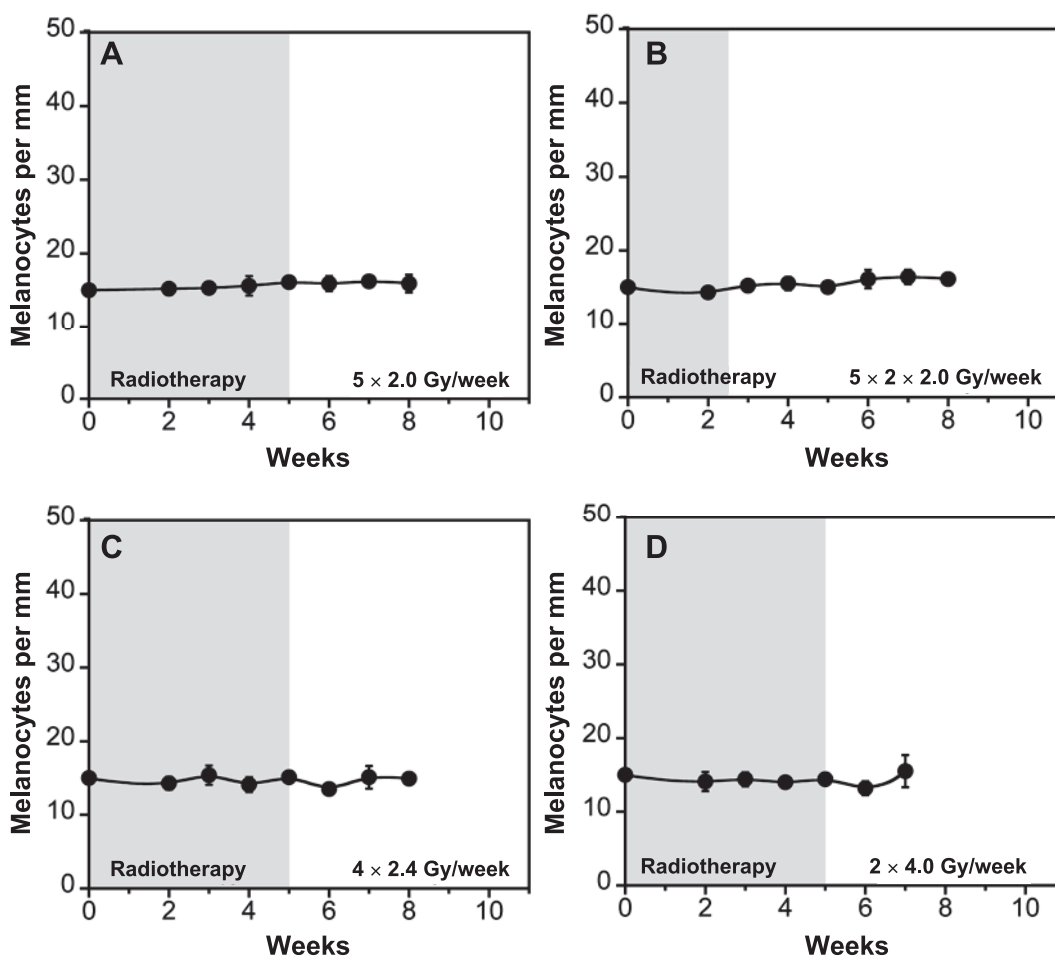 A
Melanocytes per mm
50
40
30
20
10
0
Radiotherapy
5 × 2.0 Gy/week
0 2 4 6 8 10
Weeks
B
Melanocytes per mm
50
40
30
20
10
0
Radiotherapy
5 × 2 × 2.0 Gy/week
0 2 4 6 8 10
Weeks
C
Melanocytes per mm
50
40
30
20
10
0
Radiotherapy
4 × 2.4 Gy/week
0 2 4 6 8 10
Weeks
D
Melanocytes per mm
50
40
30
20
10
0
Radiotherapy
2 × 4.0 Gy/week
0 2 4 6 8 10
Weeks